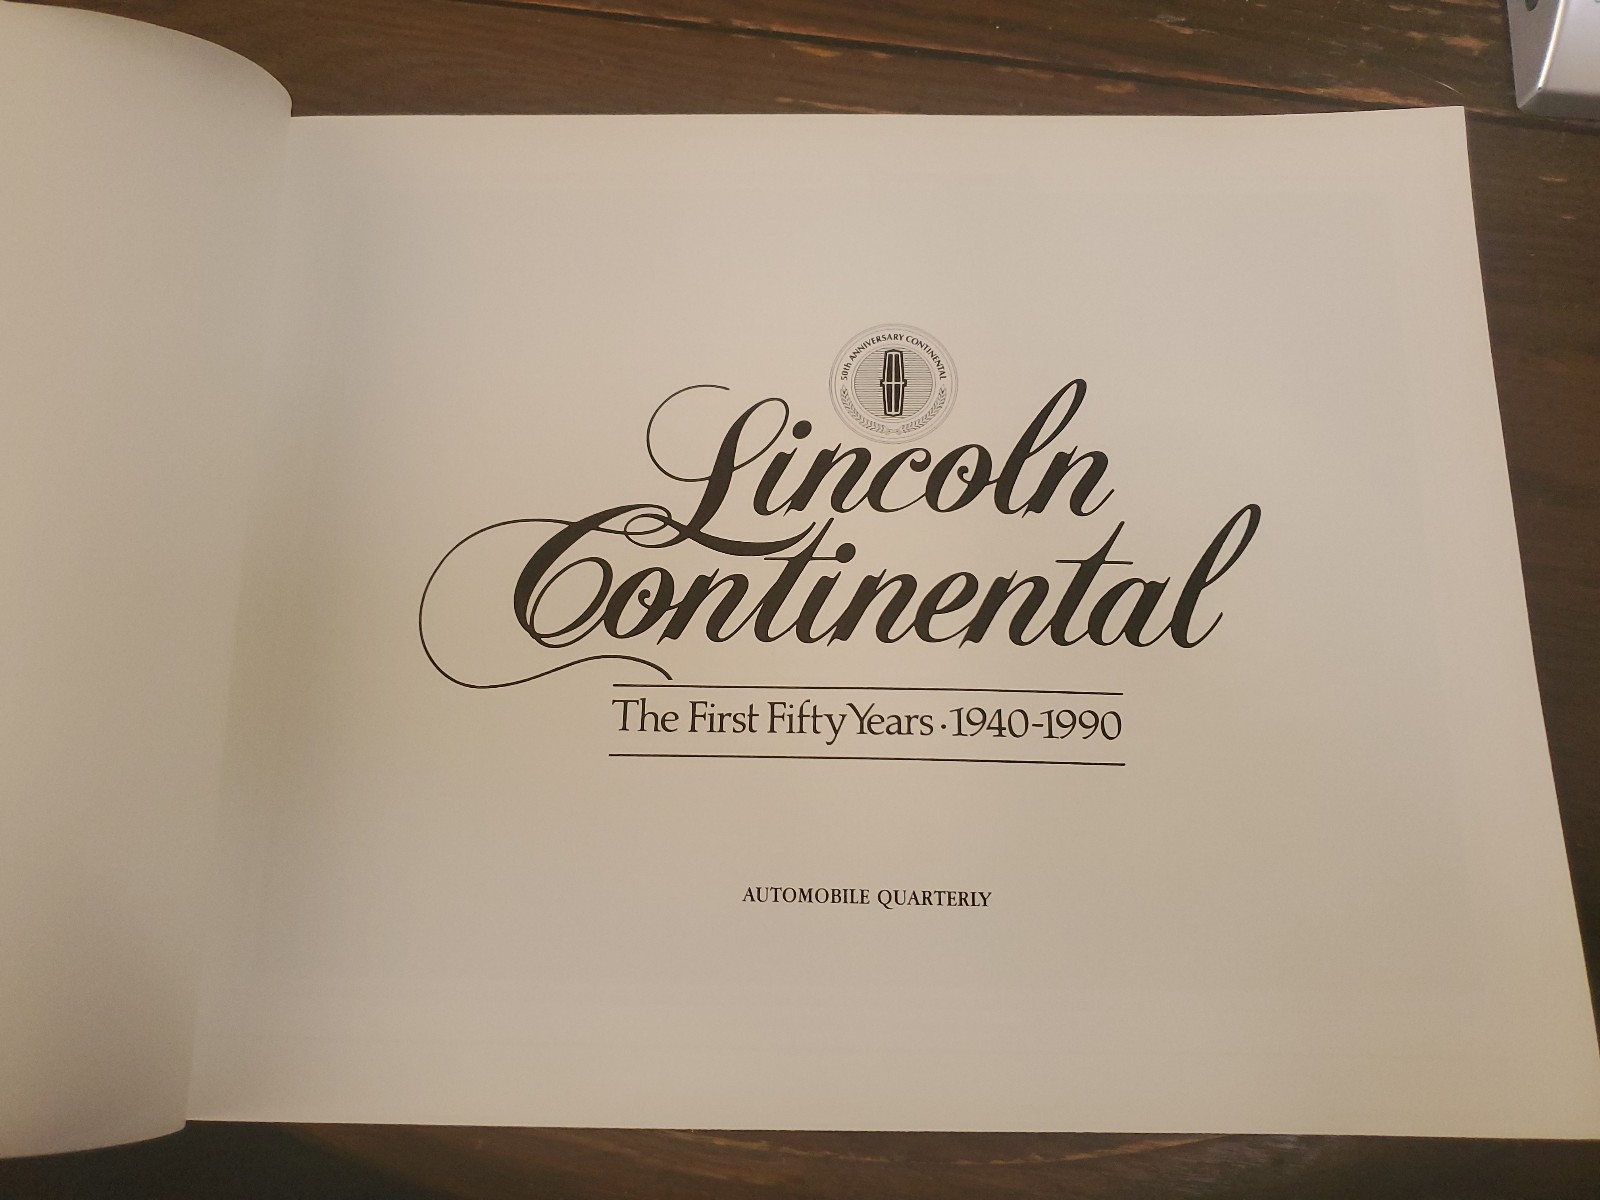 50th ANNIVERSARY CONTINENTAL
Lincoln
Continental
The First Fifty Years · 1940-1990
AUTOMOBILE QUARTERLY